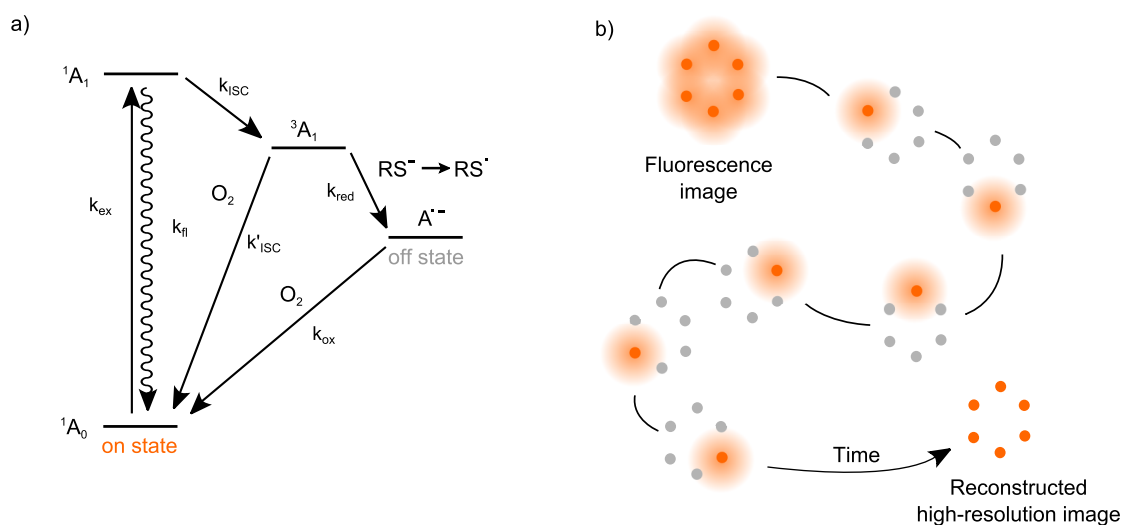 a)
¹A₁
k_ISC
³A₁
RS⁻ → RS˙
O₂
k_red
k_ex
k_fl
k'_ISC
A˙⁻
off state
O₂
k_ox
¹A₀
on state
b)
Fluorescence
image
Time
Reconstructed
high-resolution image